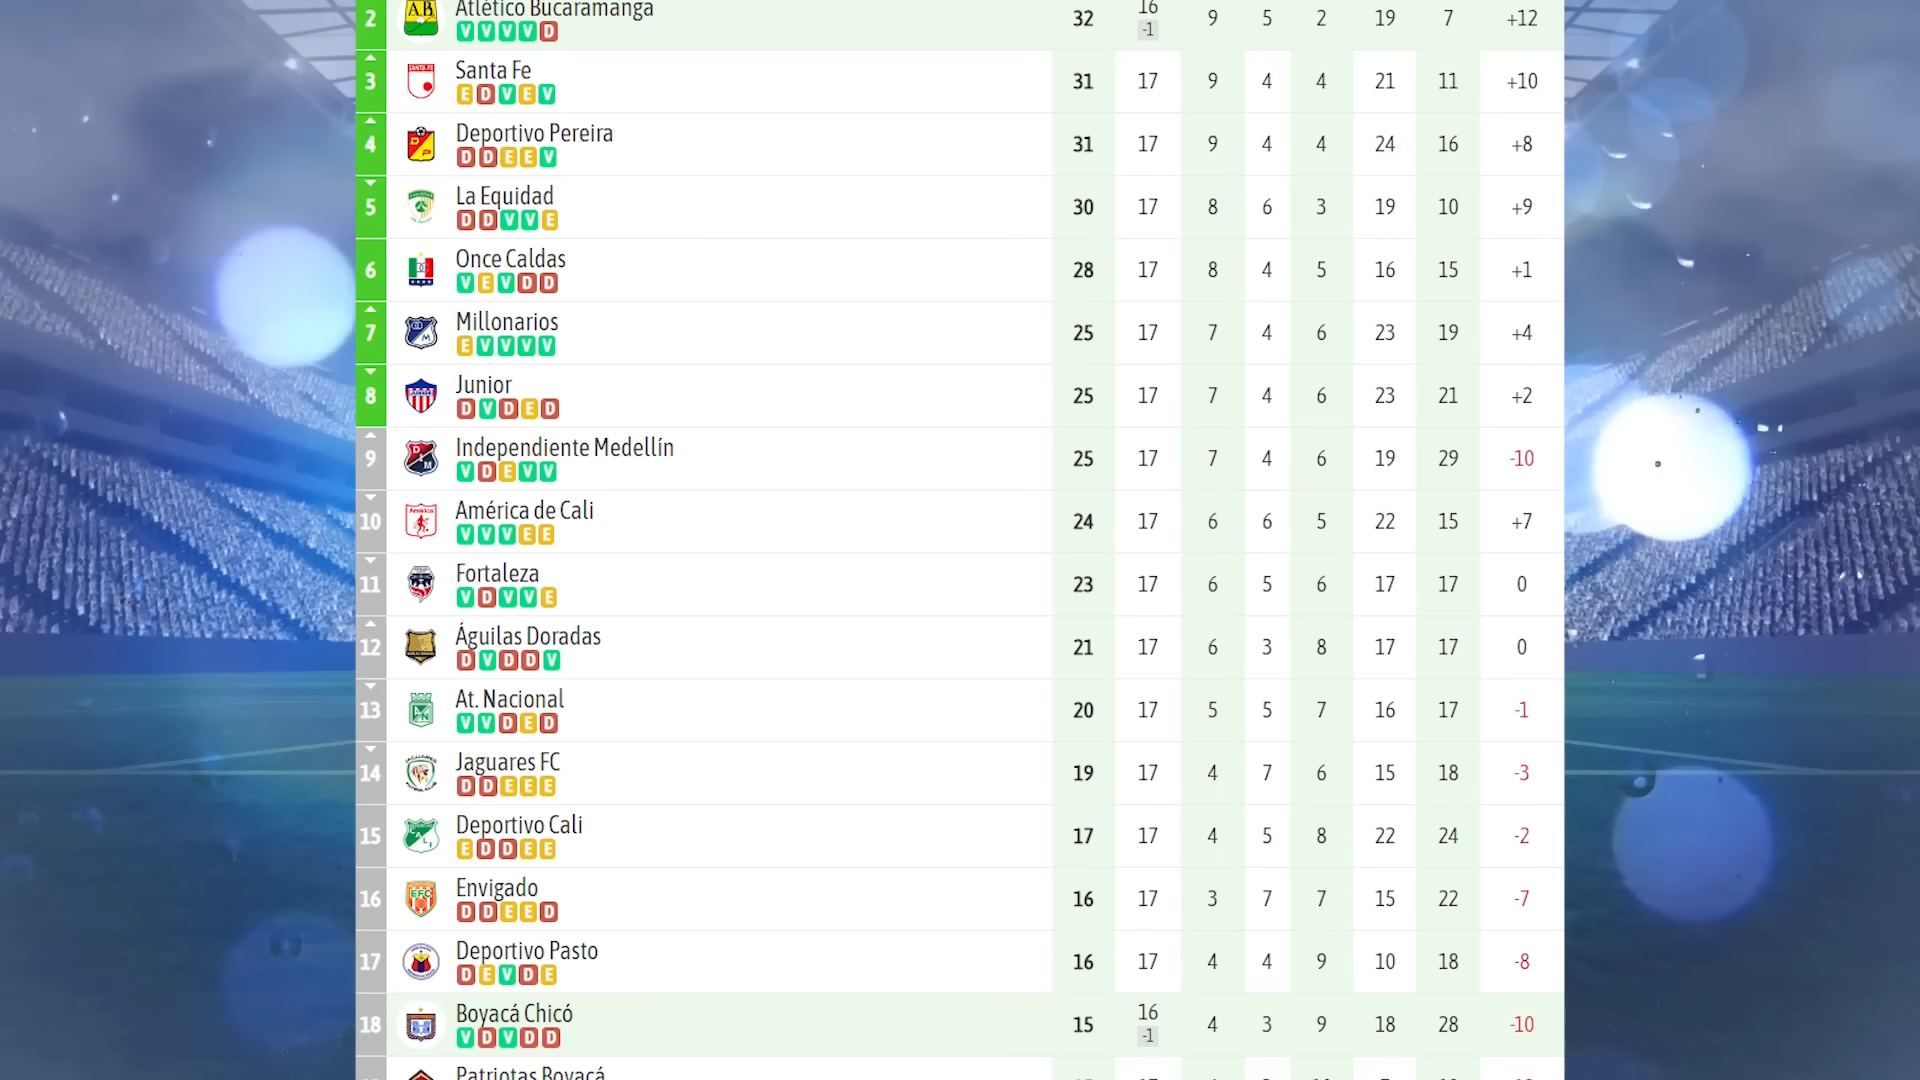 2 Atlético Bucaramanga 32 16 9 5 2 19 7 +12
V V V V D -1
3 Santa Fe 31 17 9 4 4 21 11 +10
E D V E V
4 Deportivo Pereira 31 17 9 4 4 24 16 +8
D D E E V
5 La Equidad 30 17 8 6 3 19 10 +9
D D V V E
6 Once Caldas 28 17 8 4 5 16 15 +1
V E V D D
7 Millonarios 25 17 7 4 6 23 19 +4
E V V V V
8 Junior 25 17 7 4 6 23 21 +2
D V D E D
9 Independiente Medellín 25 17 7 4 6 19 29 -10
V D E V V
10 América de Cali 24 17 6 6 5 22 15 +7
V V V E E
11 Fortaleza 23 17 6 5 6 17 17 0
V D V V E
12 Águilas Doradas 21 17 6 3 8 17 17 0
D V D D V
13 At. Nacional 20 17 5 5 7 16 17 -1
V V D E D
14 Jaguares FC 19 17 4 7 6 15 18 -3
D D E E E
15 Deportivo Cali 17 17 4 5 8 22 24 -2
E D D E E
16 Envigado 16 17 3 7 7 15 22 -7
D D E E D
17 Deportivo Pasto 16 17 4 4 9 10 18 -8
D E V D E
18 Boyacá Chicó 15 16 4 3 9 18 28 -10
V D V D D -1
Patriotas Boyacá